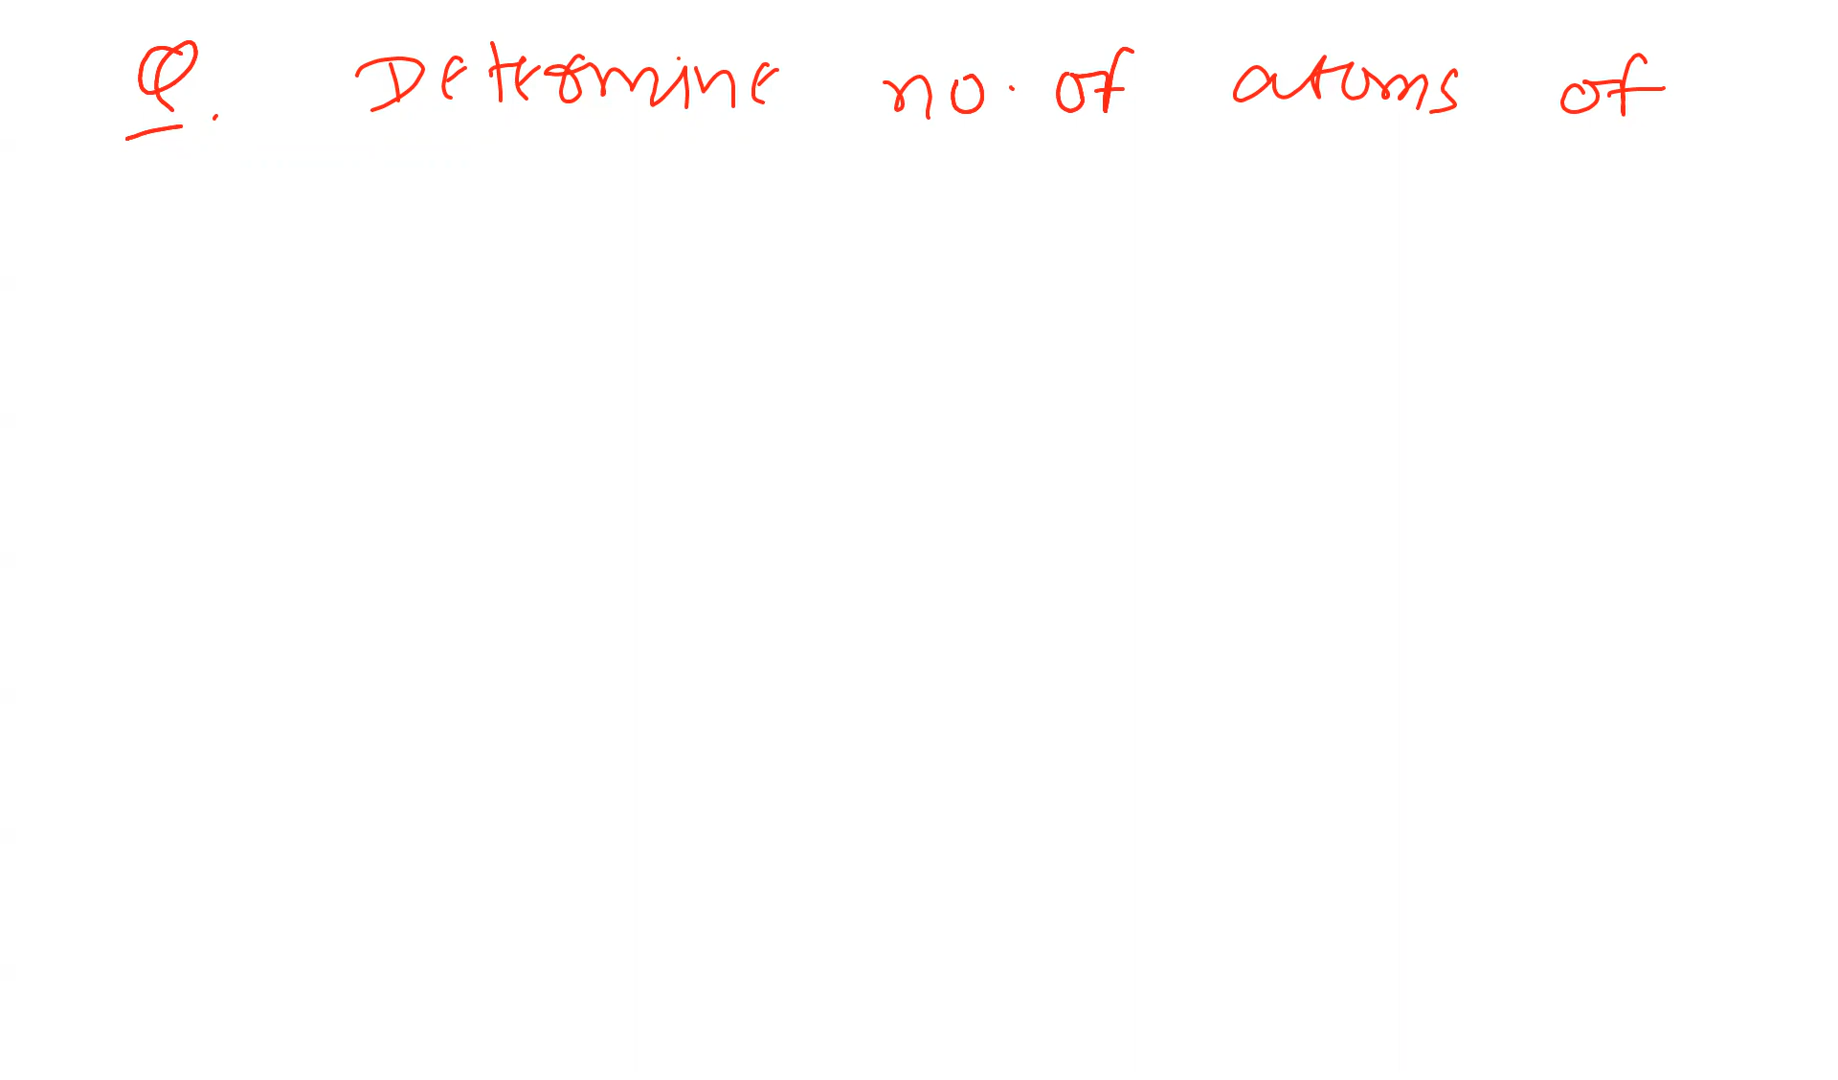 Q. Determine no. of atoms of